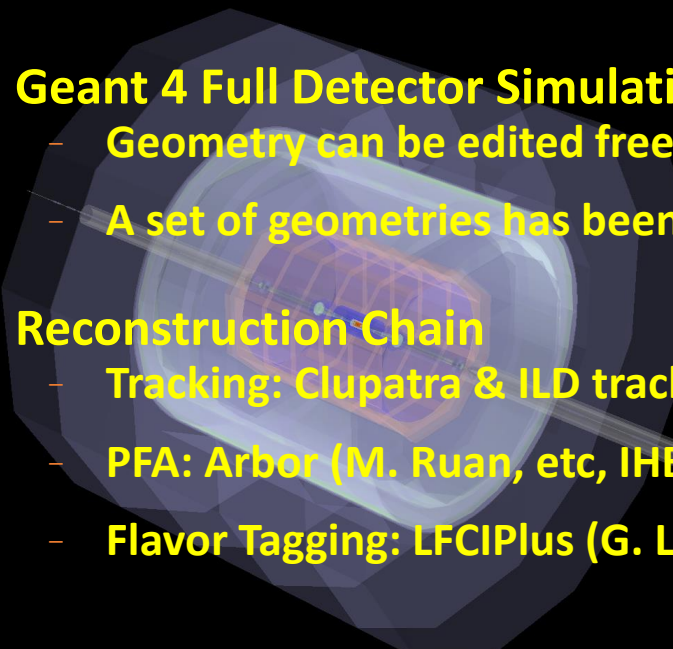 Geant 4 Full Detector Simulati
- Geometry can be edited free
- A set of geometries has been
Reconstruction Chain
- Tracking: Clupatra & ILD track
- PFA: Arbor (M. Ruan, etc, IHE
- Flavor Tagging: LFCIPlus (G. L